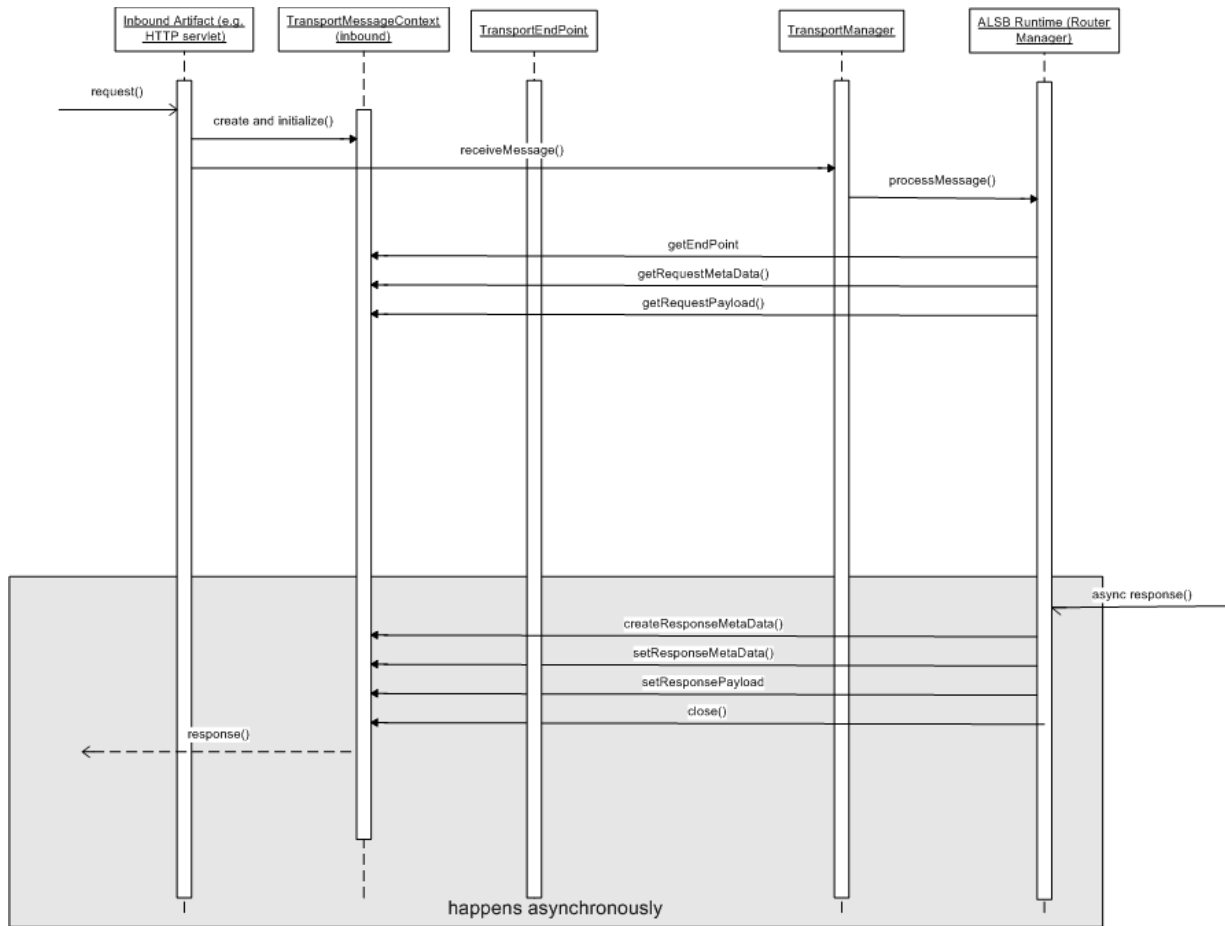 Inbound Artifact (e.g.
HTTP servlet)
TransportMessageContext
(inbound)
TransportEndPoint
TransportManager
ALSB Runtime (Router
Manager)
request()
create and initialize()
receiveMessage()
processMessage()
getEndPoint
getRequestMetaData()
getRequestPayload()
async response()
createResponseMetaData()
setResponseMetaData()
setResponsePayload
close()
response()
happens asynchronously